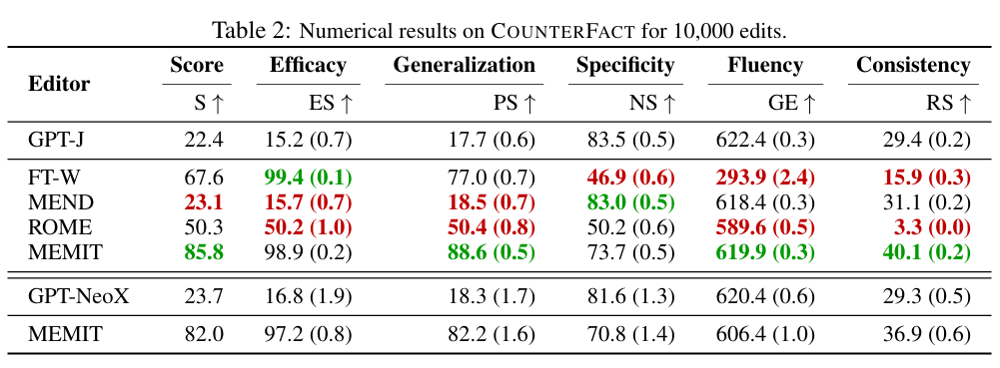 Table 2: Numerical results on COUNTERFACT for 10,000 edits.
Editor Score Efficacy Generalization Specificity Fluency Consistency
S ↑ ES ↑ PS ↑ NS ↑ GE ↑ RS ↑
GPT-J 22.4 15.2 (0.7) 17.7 (0.6) 83.5 (0.5) 622.4 (0.3) 29.4 (0.2)
FT-W 67.6 99.4 (0.1) 77.0 (0.7) 46.9 (0.6) 293.9 (2.4) 15.9 (0.3)
MEND 23.1 15.7 (0.7) 18.5 (0.7) 83.0 (0.5) 618.4 (0.3) 31.1 (0.2)
ROME 50.3 50.2 (1.0) 50.4 (0.8) 50.2 (0.6) 589.6 (0.5) 3.3 (0.0)
MEMIT 85.8 98.9 (0.2) 88.6 (0.5) 73.7 (0.5) 619.9 (0.3) 40.1 (0.2)
GPT-NeoX 23.7 16.8 (1.9) 18.3 (1.7) 81.6 (1.3) 620.4 (0.6) 29.3 (0.5)
MEMIT 82.0 97.2 (0.8) 82.2 (1.6) 70.8 (1.4) 606.4 (1.0) 36.9 (0.6)